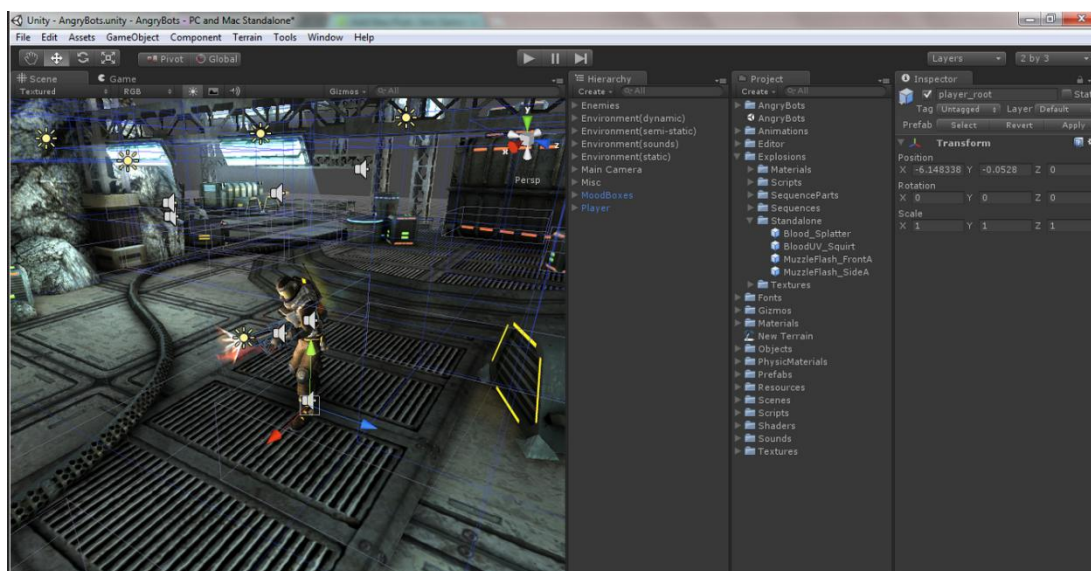 Unity - AngryBots.unity - AngryBots - PC and Mac Standalone*
File Edit Assets GameObject Component Terrain Tools Window Help
Pivot Global
Layers 2 by 3
Scene Game
Textured RGB Gizmos All
y
Persp
Hierarchy
Create All
Enemies
Environment(dynamic)
Environment(semi-static)
Environment(sounds)
Environment(static)
Main Camera
Misc
MoodBoxes
Player
Project
Create All
AngryBots
AngryBots
Animations
Editor
Explosions
Materials
Scripts
SequenceParts
Sequences
Standalone
Blood_Splatter
BloodUV_Squirt
MuzzleFlash_FrontA
MuzzleFlash_SideA
Textures
Fonts
Gizmos
Materials
New Terrain
Objects
PhysicMaterials
Prefabs
Resources
Scenes
Scripts
Shaders
Sounds
Textures
Inspector
player_root Stat
Tag Untagged Layer Default
Prefab Select Revert Apply
Transform
Position
X -6.148338 Y -0.0528 Z 0
Rotation
X 0 Y 0 Z 0
Scale
X 1 Y 1 Z 1